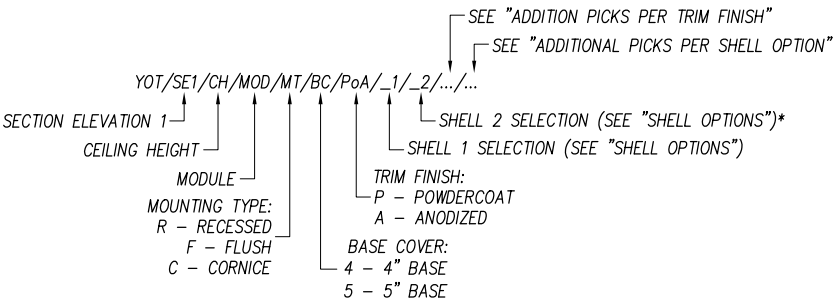 SEE "ADDITION PICKS PER TRIM FINISH"
SEE "ADDITIONAL PICKS PER SHELL OPTION"
YOT/SE1/CH/MOD/MT/BC/PoA/_1/_2/.../...
SECTION ELEVATION 1
SHELL 2 SELECTION (SEE "SHELL OPTIONS")*
CEILING HEIGHT
SHELL 1 SELECTION (SEE "SHELL OPTIONS")
MODULE
TRIM FINISH:
P – POWDERCOAT
A – ANODIZED
MOUNTING TYPE:
R – RECESSED
F – FLUSH
C – CORNICE
BASE COVER:
4 – 4" BASE
5 – 5" BASE